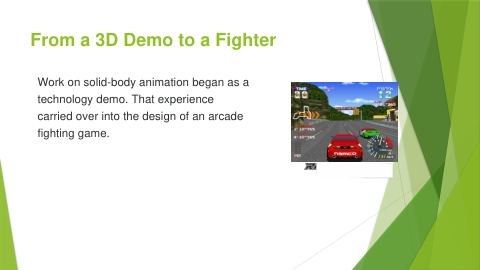 From a 3D Demo to a Fighter
Work on solid-body animation began as a
technology demo. That experience
carried over into the design of an arcade
fighting game.
TIME
NAMCO